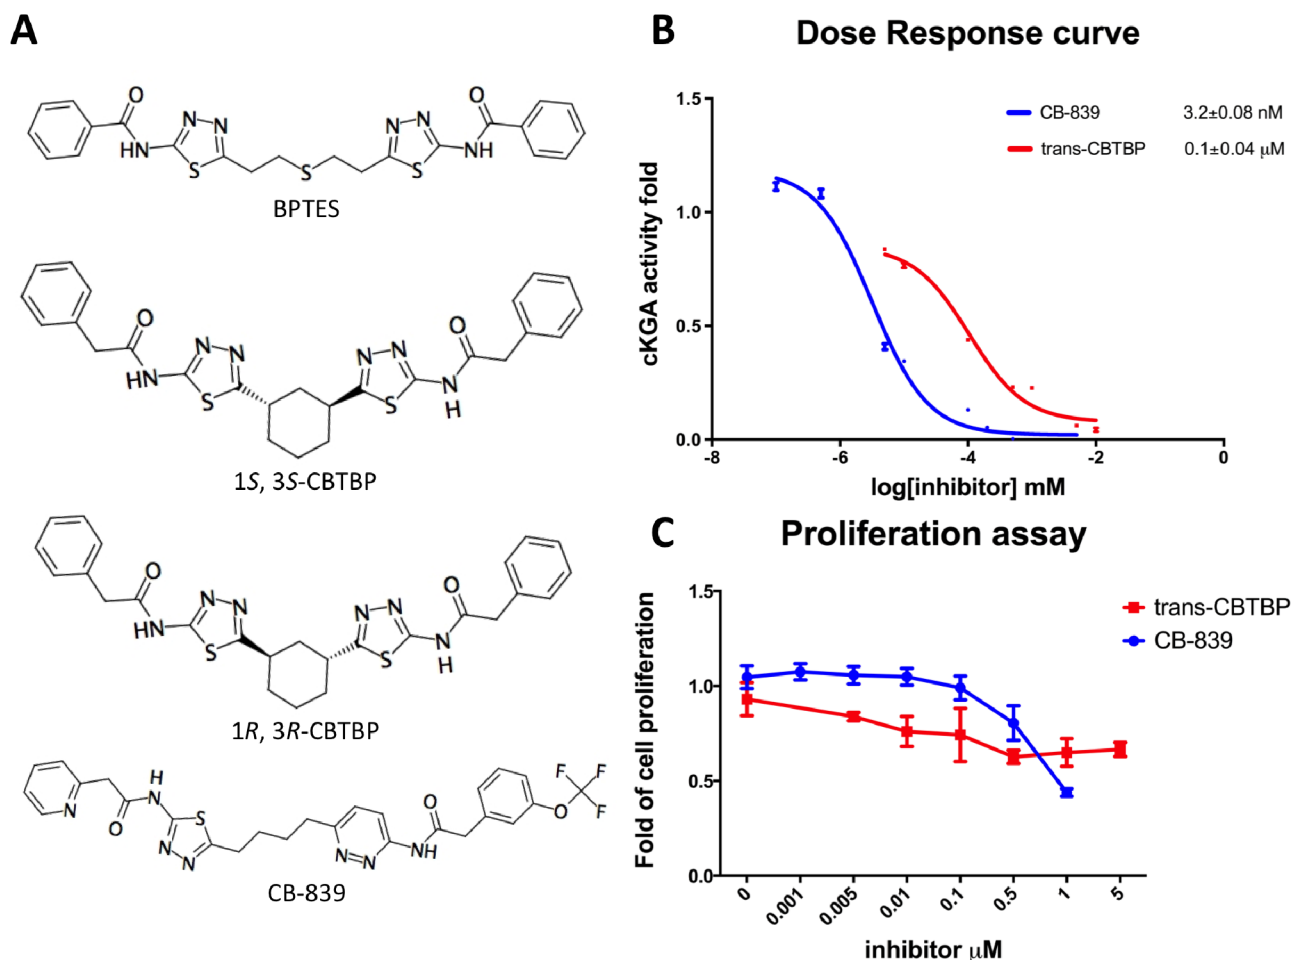 A
O
N
N
HN
S
S
N
N
S
O
NH
BPTES
O
HN
N
N
S
N
N
S
O
N
H
1S, 3S-CBTBP
O
HN
N
N
S
N
N
S
O
N
H
1R, 3R-CBTBP
N
O
H
N
S
N
N
N
N
NH
O
O
F
F
F
CB-839
B
Dose Response curve
CB-839 3.2±0.08 nM
trans-CBTBP 0.1±0.04 µM
cKGA activity fold
1.5
1.0
0.5
0.0
-8 -6 -4 -2 0
log[inhibitor] mM
C
Proliferation assay
trans-CBTBP
CB-839
Fold of cell proliferation
1.5
1.0
0.5
0.0
0 0.001 0.005 0.01 0.1 0.5 1 5
inhibitor µM